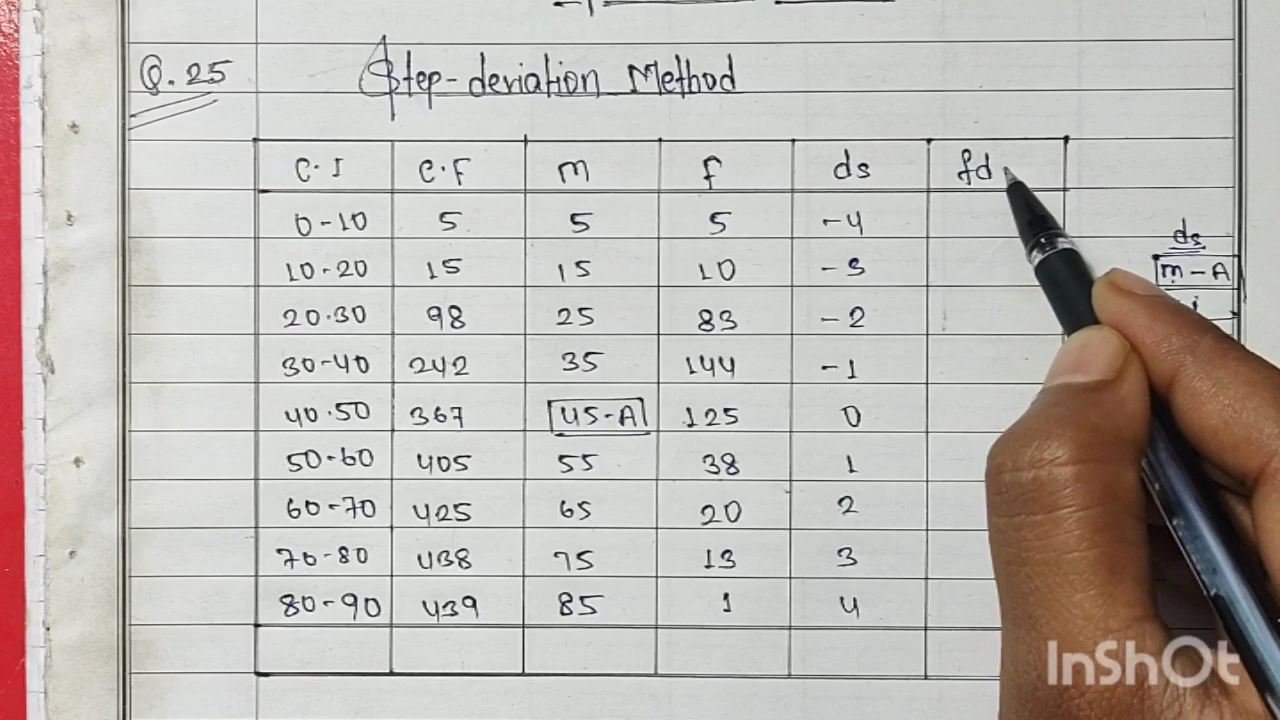 Q.25 Step-deviation Method
C.I C.F m f ds fd
0-10 5 5 5 -4
10-20 15 15 10 -3
20.30 98 25 83 -2
30-40 242 35 144 -1
40.50 367 45-A 125 0
50-60 405 55 38 1
60-70 425 65 20 2
70-80 438 75 13 3
80-90 439 85 1 4
ds
m-A
i
InShOt